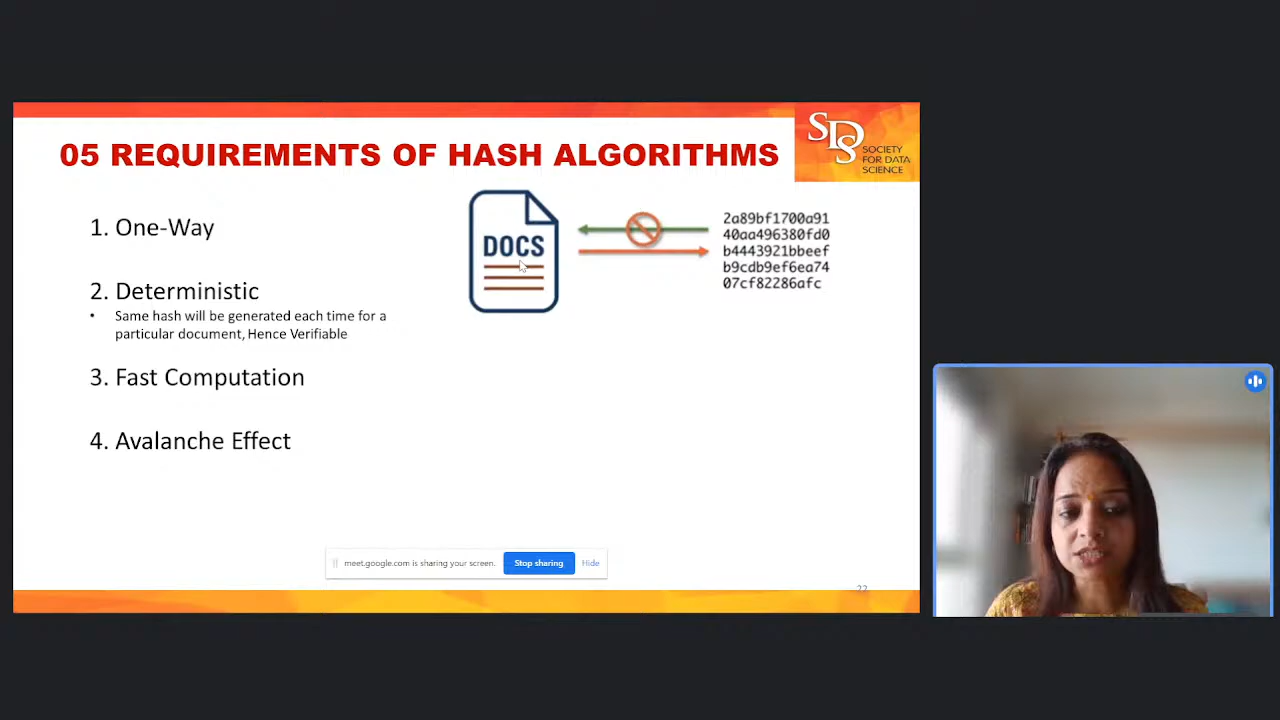 05 REQUIREMENTS OF HASH ALGORITHMS
SDS
SOCIETY
FOR DATA
SCIENCE
1. One-Way
2. Deterministic
• Same hash will be generated each time for a
particular document, Hence Verifiable
3. Fast Computation
4. Avalanche Effect
DOCS
2a89bf1700a91
40aa496380fd0
b4443921bbeef
b9cdb9ef6ea74
07cf82286afc
meet.google.com is sharing your screen.
Stop sharing
Hide
22